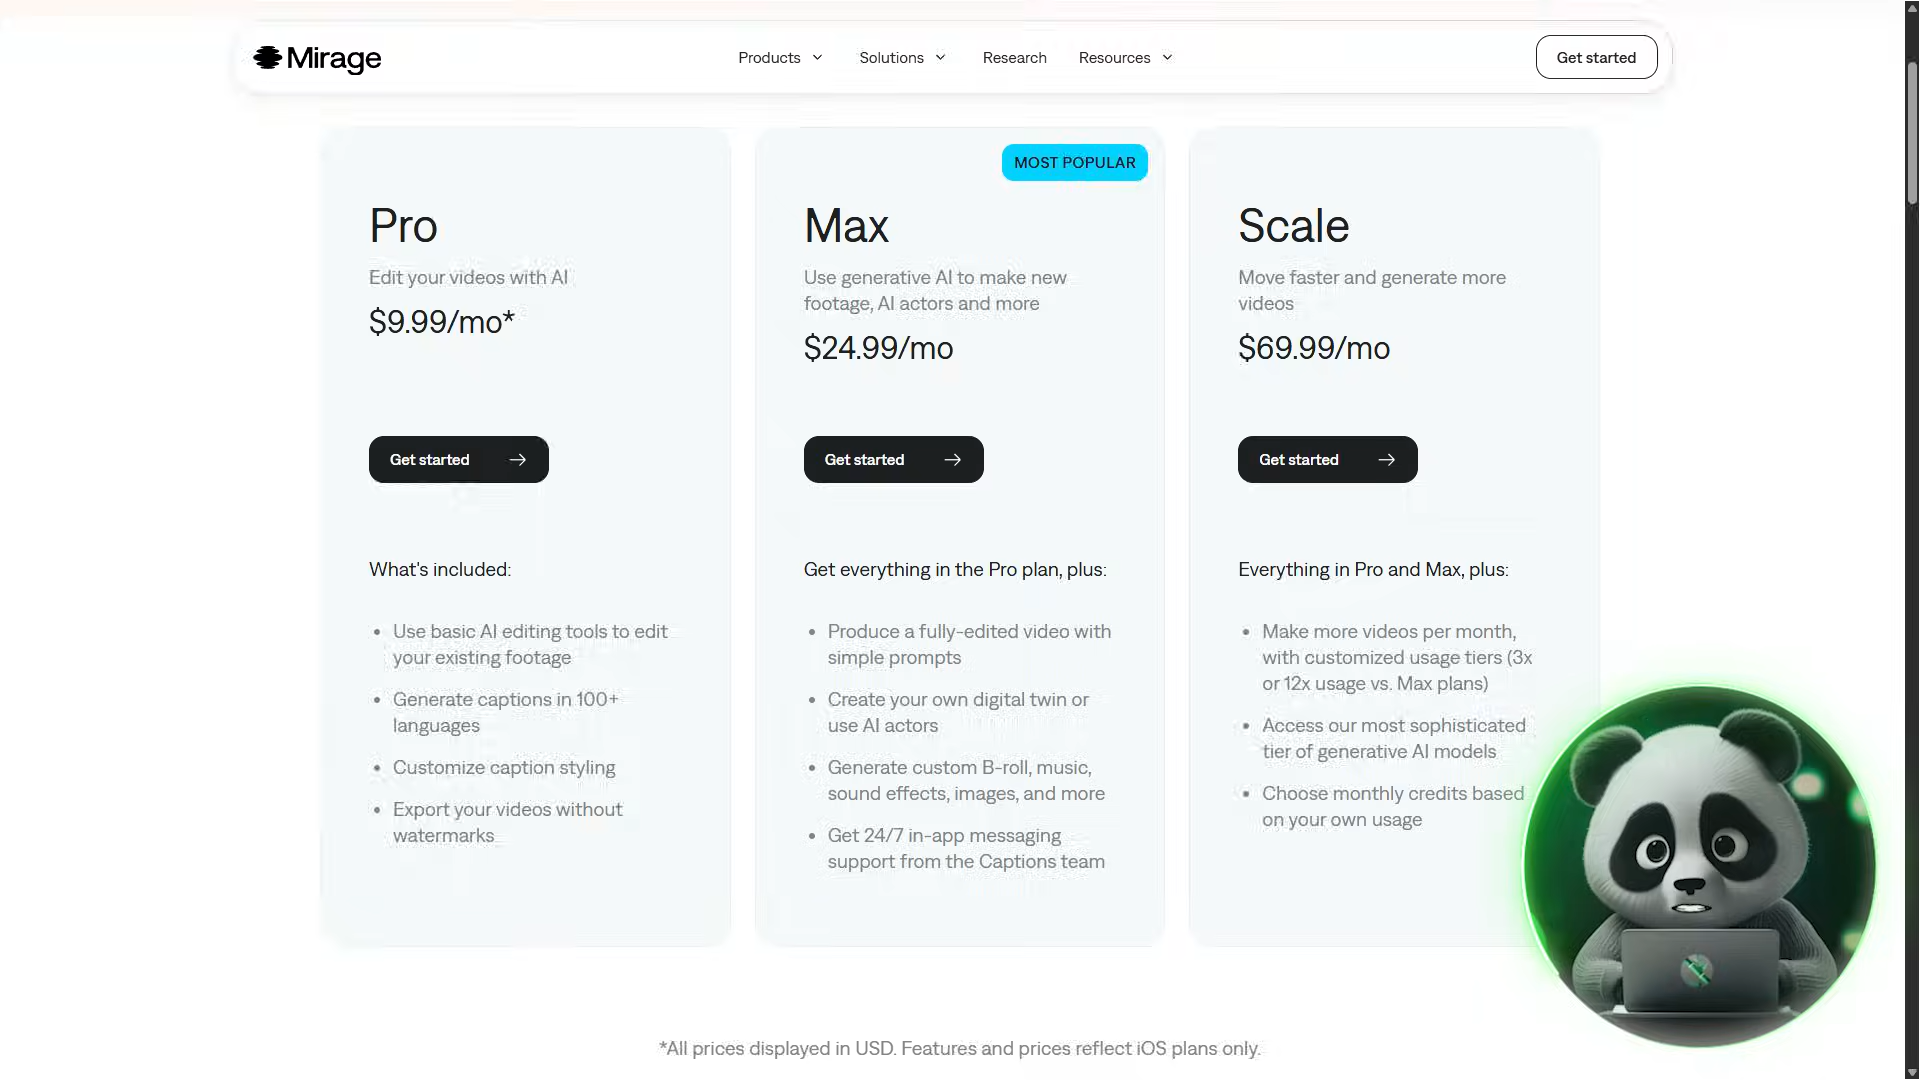 Mirage
Products
Solutions
Research
Resources
Get started
Pro
Edit your videos with AI
$9.99/mo*
Get started
What's included:
• Use basic AI editing tools to edit
your existing footage
• Generate captions in 100+
languages
• Customize caption styling
• Export your videos without
watermarks
MOST POPULAR
Max
Use generative AI to make new
footage, AI actors and more
$24.99/mo
Get started
Get everything in the Pro plan, plus:
• Produce a fully-edited video with
simple prompts
• Create your own digital twin or
use AI actors
• Generate custom B-roll, music,
sound effects, images, and more
• Get 24/7 in-app messaging
support from the Captions team
Scale
Move faster and generate more
videos
$69.99/mo
Get started
Everything in Pro and Max, plus:
• Make more videos per month,
with customized usage tiers (3x
or 12x usage vs. Max plans)
• Access our most sophisticated
tier of generative AI models
• Choose monthly credits based
on your own usage
*All prices displayed in USD. Features and prices reflect iOS plans only.